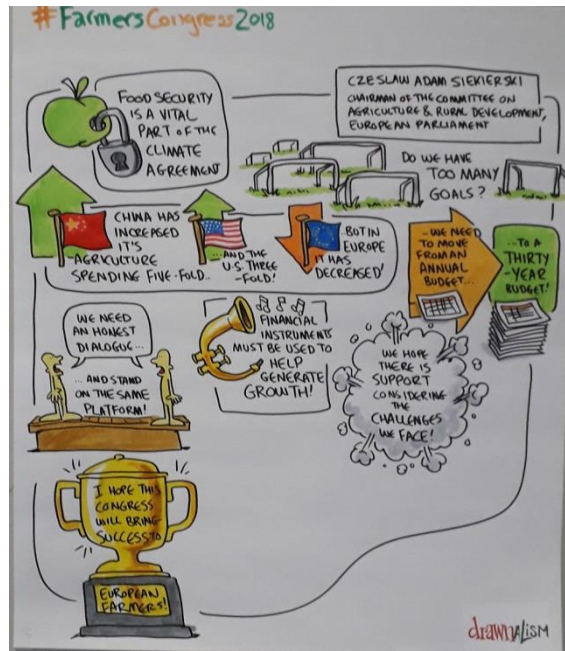 #FarmersCongress2018
FOOD SECURITY
IS A VITAL
PART OF THE
CLIMATE
AGREEMENT
CZESLAW ADAM SIEKIERSKI
CHAIRMAN OF THE COMMITTEE ON
AGRICULTURE & RURAL DEVELOPMENT,
EUROPEAN PARLIAMENT
DO WE HAVE
TOO MANY
GOALS?
CHINA HAS
INCREASED
IT'S
AGRICULTURE
SPENDING FIVE-FOLD..
...AND THE
U.S. THREE
-FOLD!
..BUT IN
EUROPE
IT HAS
DECREASED!
...WE NEED
TO MOVE
FROM AN
ANNUAL
BUDGET...
...TO A
THIRTY
-YEAR
BUDGET!
WE NEED
AN HONEST
DIALOGUE...
...AND STAND
ON THE SAME
PLATFORM!
FINANCIAL
INSTRUMENTS
MUST BE USED TO
HELP
GENERATE
GROWTH!
WE HOPE
THERE IS
SUPPORT
CONSIDERING
THE
CHALLENGES
WE FACE!
I HOPE THIS
CONGRESS
WILL BRING
SUCCESS TO
EUROPEAN
FARMERS!
drawnALISM